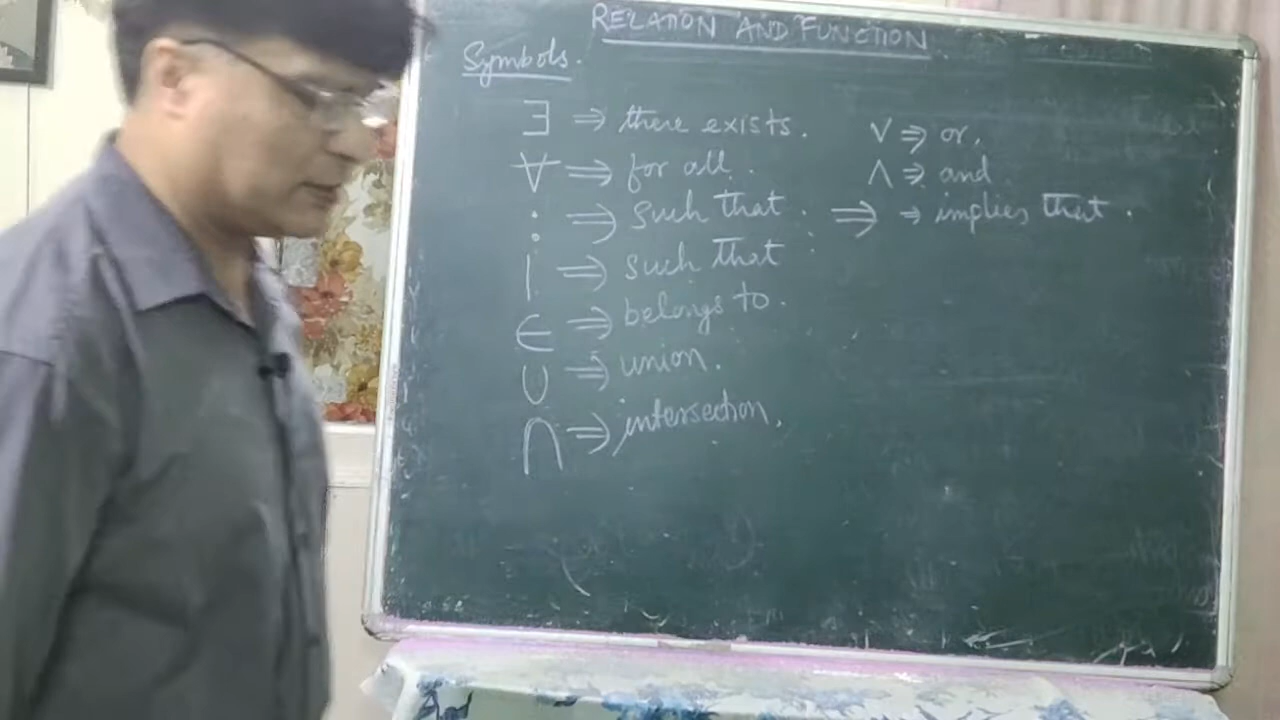 RELATION AND FUNCTION
Symbols.
∃ ⇒ there exists.
∀ ⇒ for all.
: ⇒ such that.
| ⇒ such that
∈ ⇒ belongs to.
∪ ⇒ union.
∩ ⇒ intersection.
∨ ⇒ or.
∧ ⇒ and
⇒ ⇒ implies that.